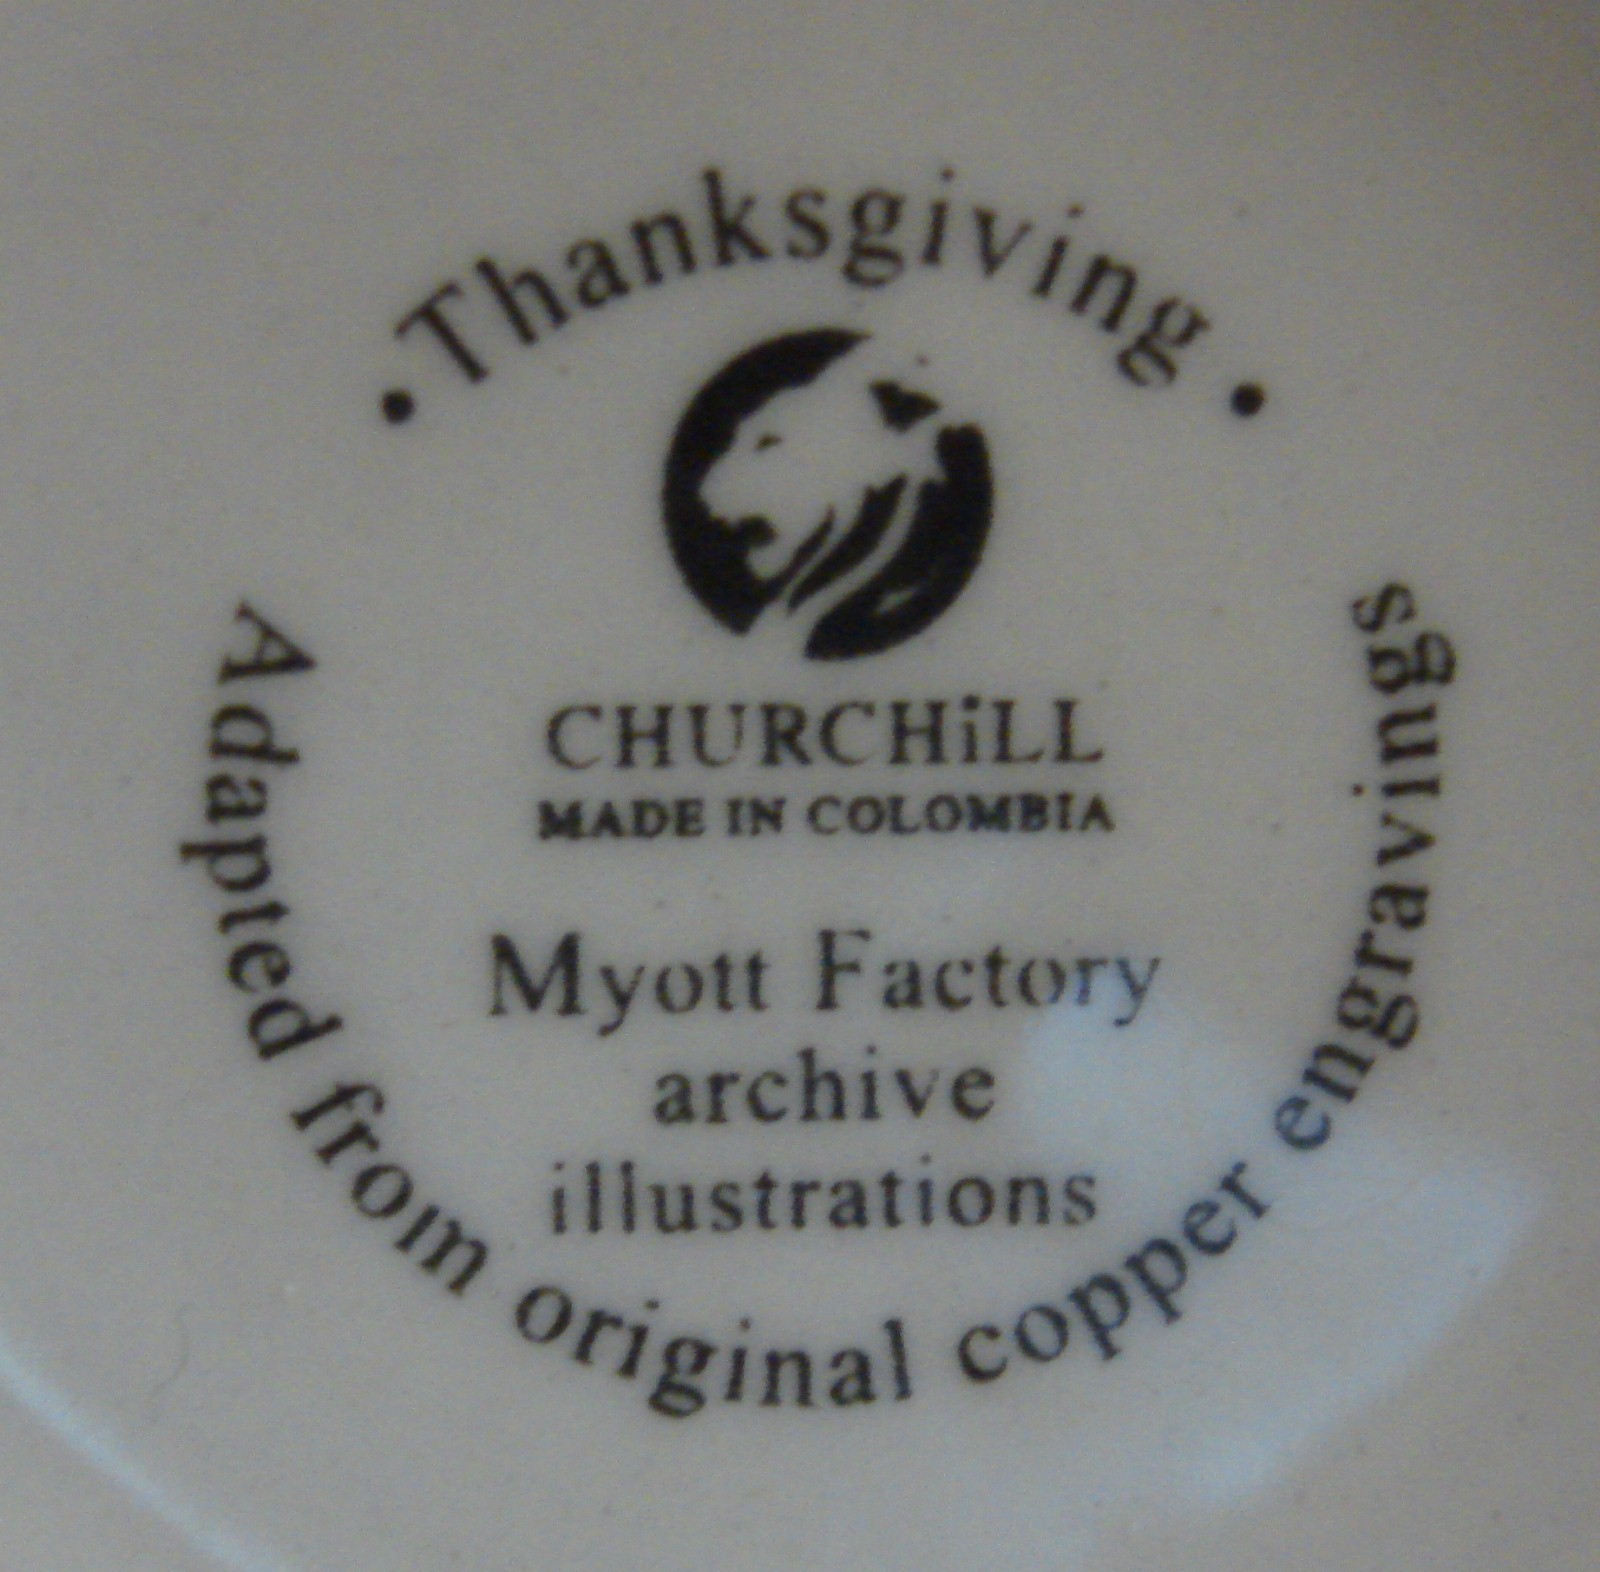 • Thanksgiving •
CHURCHiLL
MADE IN COLOMBIA
Myott Factory
archive
illustrations
Adapted from original copper engravings